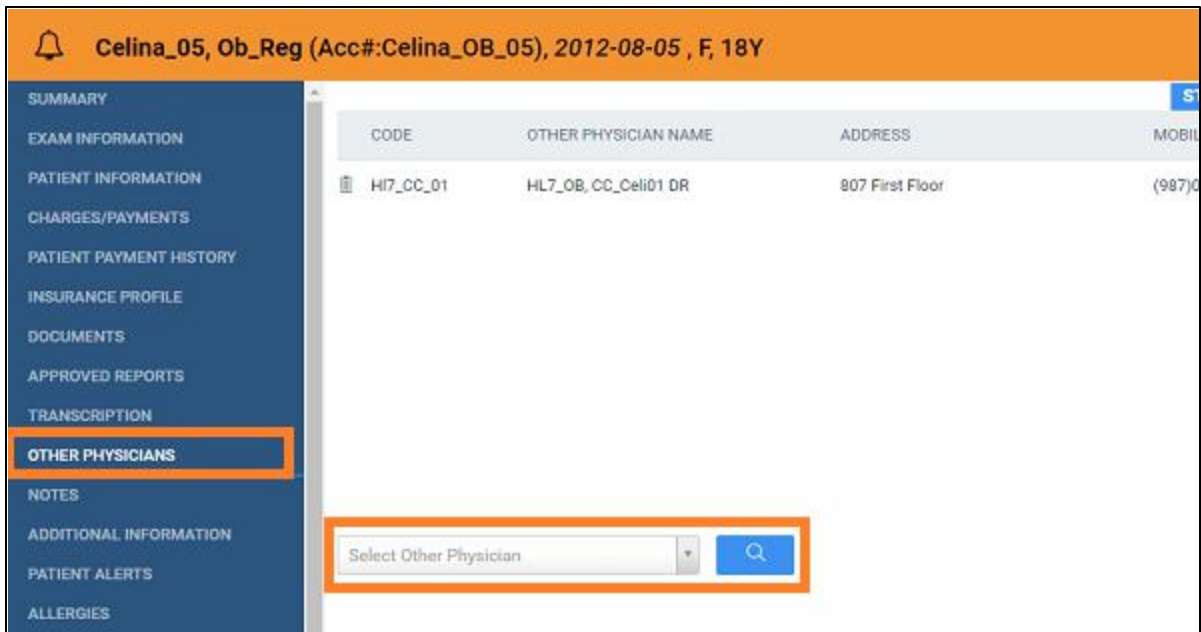 Celina_05, Ob_Reg (Acc#:Celina_OB_05), 2012-08-05 , F, 18Y
SUMMARY
EXAM INFORMATION
PATIENT INFORMATION
CHARGES/PAYMENTS
PATIENT PAYMENT HISTORY
INSURANCE PROFILE
DOCUMENTS
APPROVED REPORTS
TRANSCRIPTION
OTHER PHYSICIANS
NOTES
ADDITIONAL INFORMATION
PATIENT ALERTS
ALLERGIES
CODE OTHER PHYSICIAN NAME ADDRESS
Hl7_CC_01 HL7_OB, CC_Celi01 DR 807 First Floor
Select Other Physician